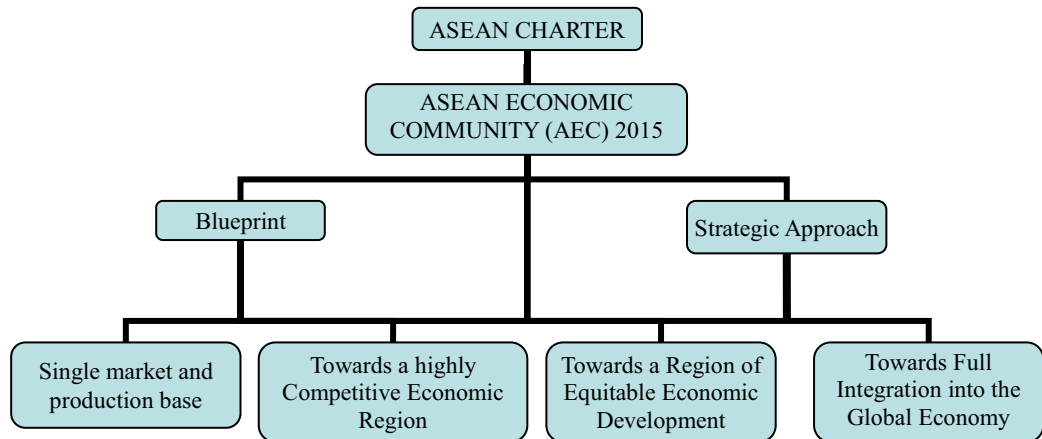 ASEAN CHARTER
ASEAN ECONOMIC
COMMUNITY (AEC) 2015
Blueprint
Strategic Approach
Single market and
production base
Towards a highly
Competitive Economic
Region
Towards a Region of
Equitable Economic
Development
Towards Full
Integration into the
Global Economy